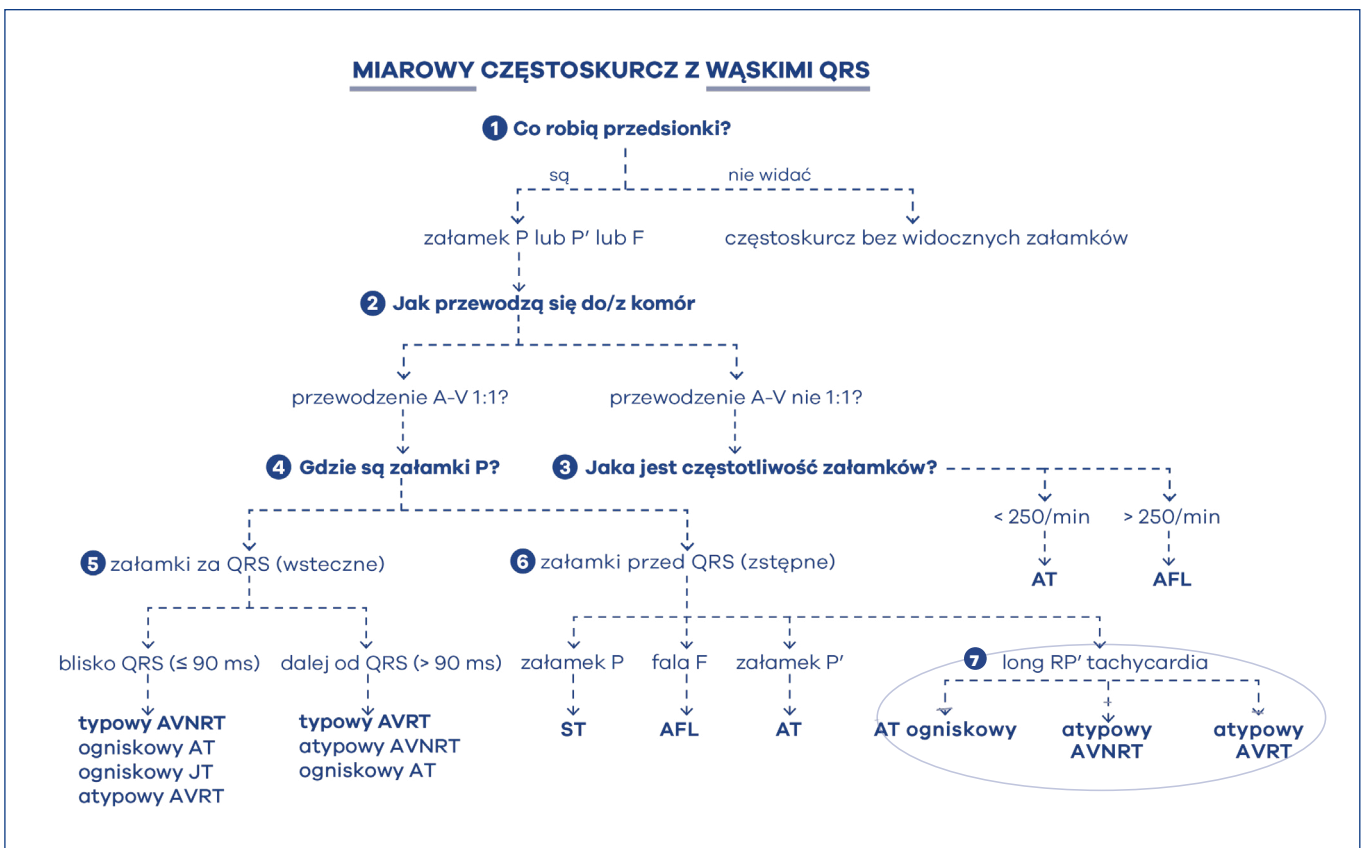 MIAROWY CZĘSTOSKURCZ Z WĄSKIMI QRS
1 Co robią przedsionki?
są
nie widać
załamek P lub P′ lub F
częstoskurcz bez widocznych załamków
2 Jak przewodzą się do/z komór
przewodzenie A-V 1:1?
przewodzenie A-V nie 1:1?
4 Gdzie są załamki P?
3 Jaka jest częstotliwość załamków?
< 250/min
> 250/min
AT
AFL
5 załamki za QRS (wsteczne)
6 załamki przed QRS (zstępne)
blisko QRS (≤ 90 ms)
dalej od QRS (> 90 ms)
załamek P
fala F
załamek P′
7 long RP′ tachycardia
typowy AVNRT
ogniskowy AT
ogniskowy JT
atypowy AVRT
typowy AVRT
atypowy AVNRT
ogniskowy AT
ST
AFL
AT
AT ogniskowy
atypowy
AVNRT
atypowy
AVRT